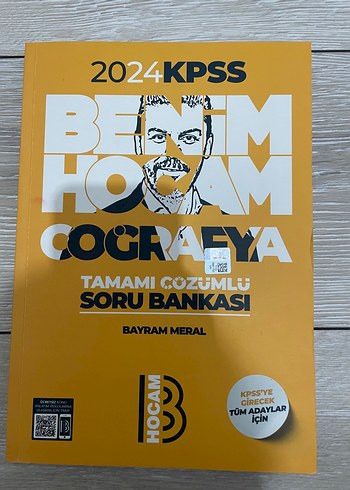 2024 KPSS
BENİM
HOCAM
COĞRAFYA
TAMAMI ÇÖZÜMLÜ
SORU BANKASI
BAYRAM MERAL
HOCAM
B
KPSS'YE
GİRECEK
TÜM ADAYLAR
İÇİN